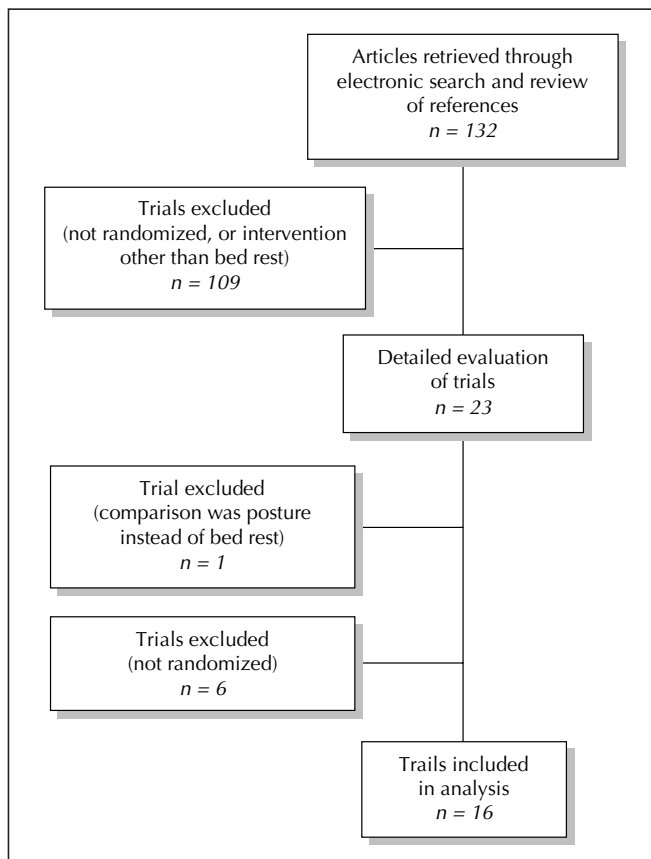 Articles retrieved through
electronic search and review
of references
n = 132
Trials excluded
(not randomized, or intervention
other than bed rest)
n = 109
Detailed evaluation
of trials
n = 23
Trial excluded
(comparison was posture
instead of bed rest)
n = 1
Trials excluded
(not randomized)
n = 6
Trails included
in analysis
n = 16